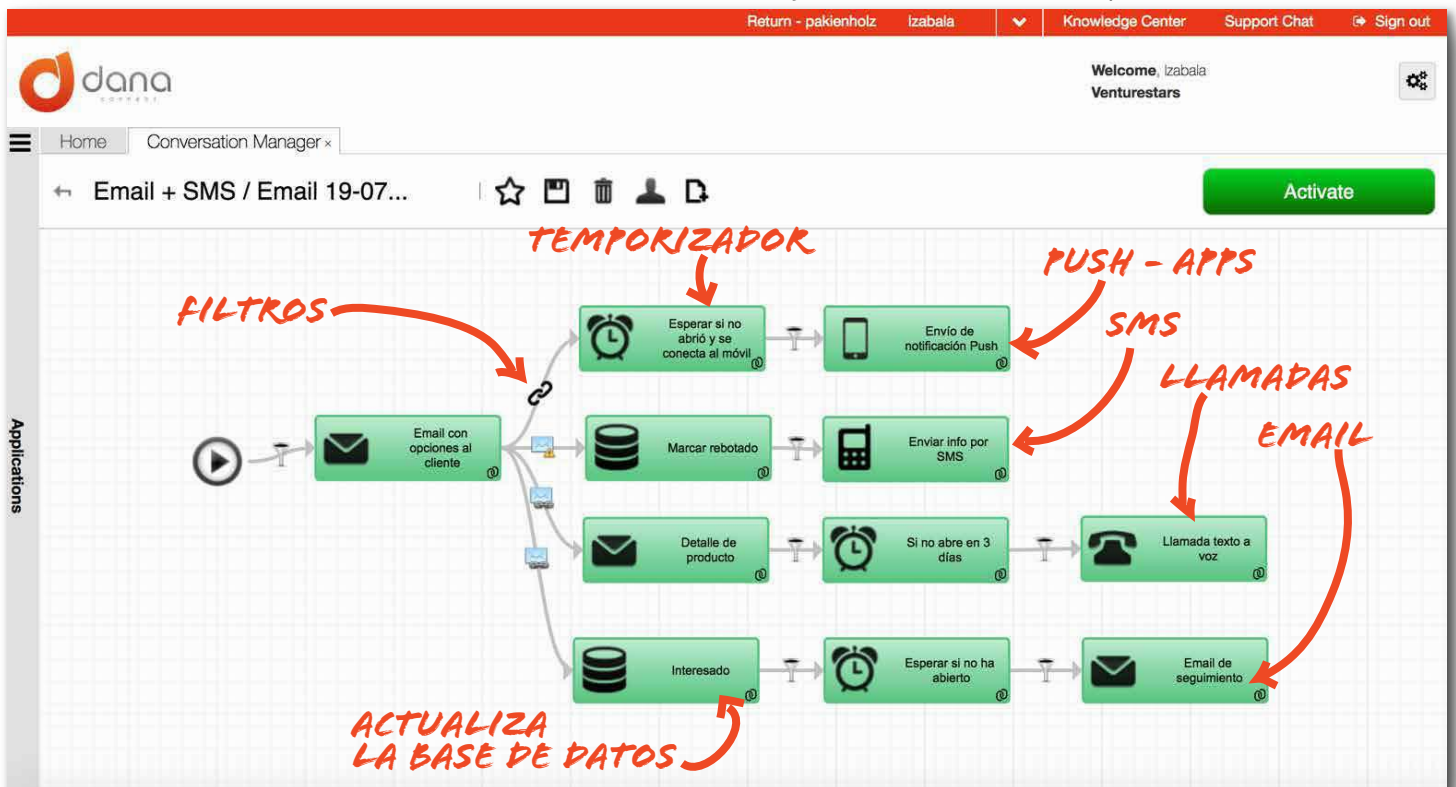 Return - pakienholz Izabala Knowledge Center Support Chat Sign out
dana
Welcome, Izabala
Venturestars
Home Conversation Manager ×
Email + SMS / Email 19-07...
Activate
Applications
TEMPORIZADOR
PUSH - APPS
FILTROS
SMS
LLAMADAS
EMAIL
Esperar si no
abrió y se
conecta al móvil
Envío de
notificación Push
Email con
opciones al
cliente
Marcar rebotado
Enviar info por
SMS
Detalle de
producto
Si no abre en 3
días
Llamada texto a
voz
Interesado
Esperar si no ha
abierto
Email de
seguimiento
ACTUALIZA
LA BASE DE DATOS